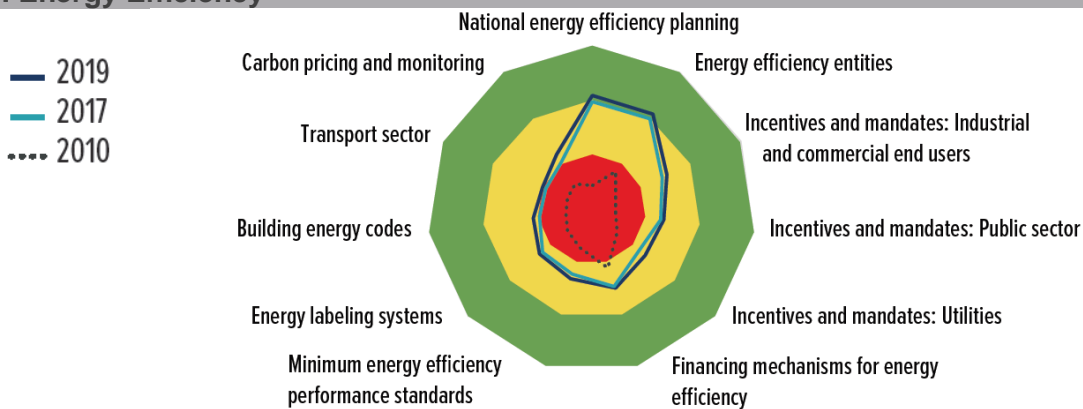 Energy Efficiency
National energy efficiency planning
2019
2017
2010
Carbon pricing and monitoring
Energy efficiency entities
Transport sector
Incentives and mandates: Industrial
and commercial end users
Building energy codes
Incentives and mandates: Public sector
Energy labeling systems
Incentives and mandates: Utilities
Minimum energy efficiency
performance standards
Financing mechanisms for energy
efficiency